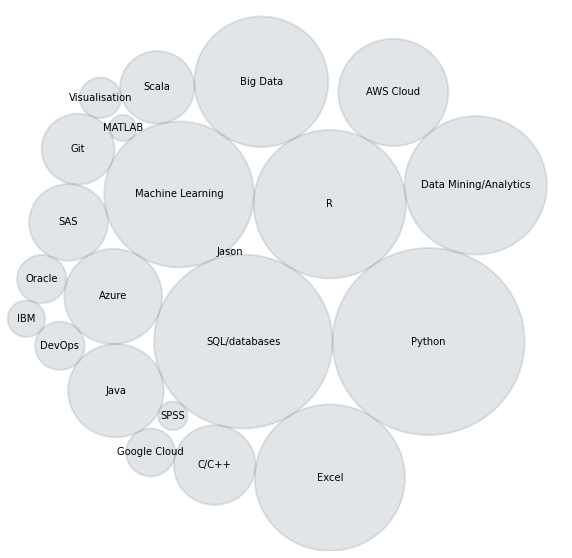 Big Data
Scala
AWS Cloud
Visualisation
MATLAB
Git
Data Mining/Analytics
Machine Learning
R
SAS
Jason
Oracle
Azure
IBM
DevOps
SQL/databases
Python
Java
SPSS
Google Cloud
C/C++
Excel